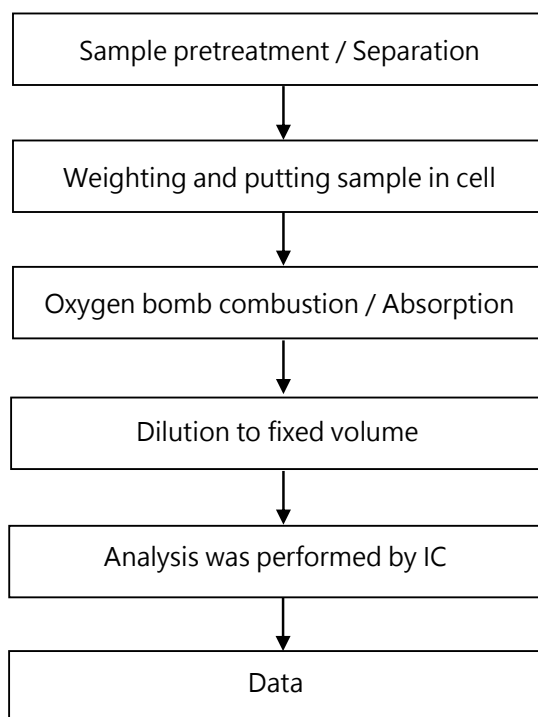 Sample pretreatment / Separation
Weighting and putting sample in cell
Oxygen bomb combustion / Absorption
Dilution to fixed volume
Analysis was performed by IC
Data